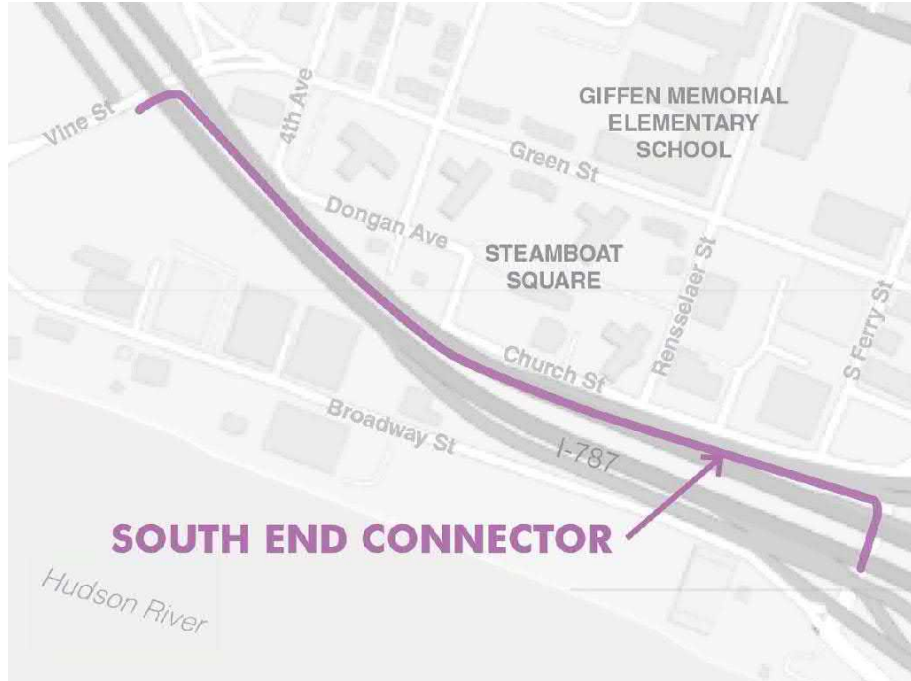 Vine St
4th Ave
GIFFEN MEMORIAL
ELEMENTARY
SCHOOL
Green St
Dongan Ave
STEAMBOAT
SQUARE
Rensselaer St
S Ferry St
Church St
Broadway St
I-787
SOUTH END CONNECTOR
Hudson River